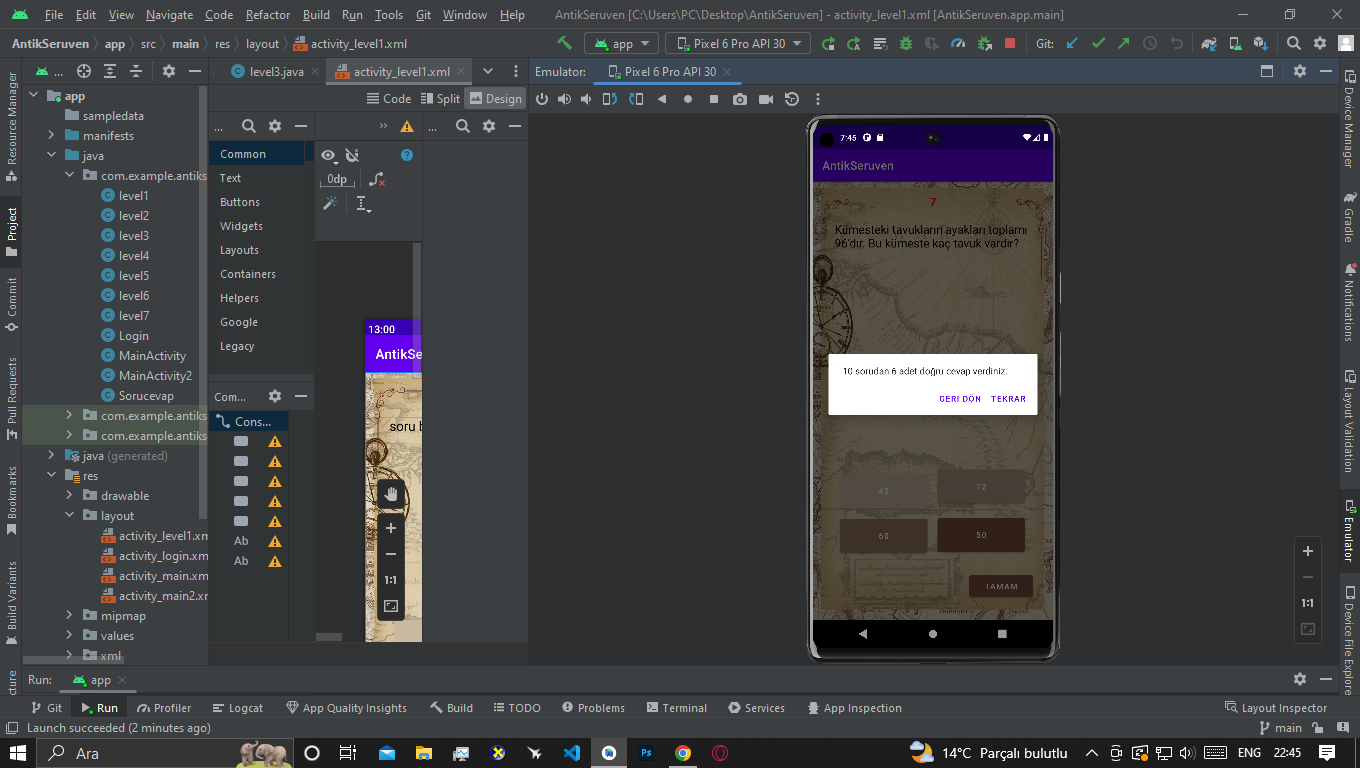 File Edit View Navigate Code Refactor Build Run Tools Git Window Help AntikSeruven [C:\Users\PC\Desktop\AntikSeruven] - activity_level1.xml [AntikSeruven.app.main]
AntikSeruven app src main res layout activity_level1.xml app Pixel 6 Pro API 30 Git:
Resource Manager
Project
Commit
Pull Requests
Bookmarks
Build Variants
...
app
sampledata
manifests
java
com.example.antiks
level1
level2
level3
level4
level5
level6
level7
Login
MainActivity
MainActivity2
Sorucevap
com.example.antiks
com.example.antiks
java (generated)
res
drawable
layout
activity_level1.xm
activity_login.xm
activity_main.xm
activity_main2.x
mipmap
values
xml
level3.java activity_level1.xml
Code Split Design
...
Common
Text
Buttons
Widgets
Layouts
Containers
Helpers
Google
Legacy
Com...
Cons...
Ab
Ab
0dp
...
13:00
AntikSe
soru b
1:1
Emulator: Pixel 6 Pro API 30
7:45
AntikSeruven
7
Kümesteki tavukların ayakları toplamı
96'dır. Bu kümeste kaç tavuk vardır?
10 sorudan 6 adet doğru cevap verdiniz.
GERI DÖN TEKRAR
45 72
60 50
TAMAM
1:1
Device Manager
Gradle
Notifications
Layout Validation
Emulator
Device File Explore
Run: app
Git Run Profiler Logcat App Quality Insights Build TODO Problems Terminal Services App Inspection Layout Inspector
Launch succeeded (2 minutes ago) main
Ara 14°C Parçalı bulutlu ENG 22:45